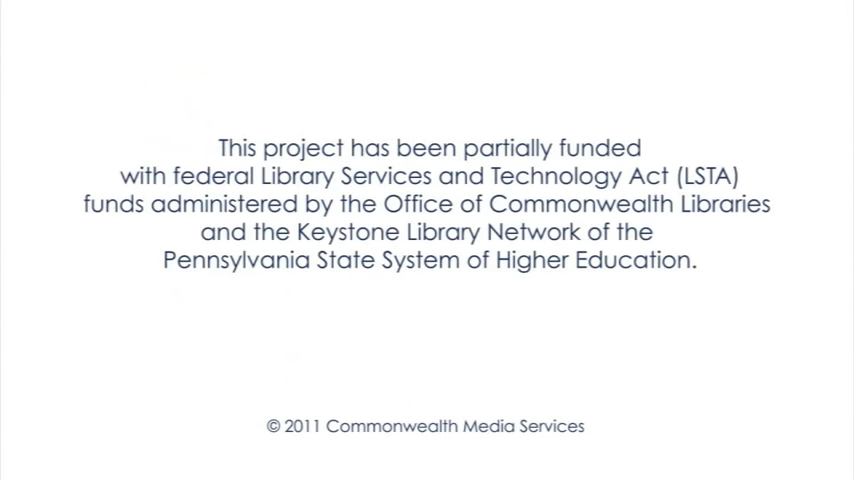 This project has been partially funded
with federal Library Services and Technology Act (LSTA)
funds administered by the Office of Commonwealth Libraries
and the Keystone Library Network of the
Pennsylvania State System of Higher Education.
© 2011 Commonwealth Media Services